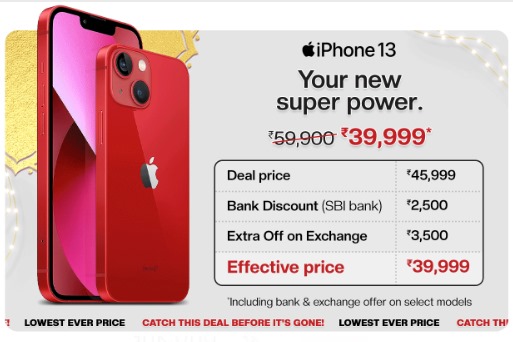 iPhone 13
Your new
super power.
₹59,900 ₹39,999*
Deal price ₹45,999
Bank Discount (SBI bank) ₹2,500
Extra Off on Exchange ₹3,500
Effective price ₹39,999
*Including bank & exchange offer on select models
! LOWEST EVER PRICE CATCH THIS DEAL BEFORE IT'S GONE! LOWEST EVER PRICE CATCH TH